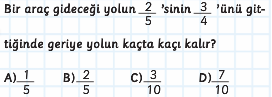 Bir araç gideceği yolun 2/5 'sinin 3/4 'ünü git-
tiğinde geriye yolun kaçta kaçı kalır?
A) 1/5 B) 2/5 C) 3/10 D) 7/10